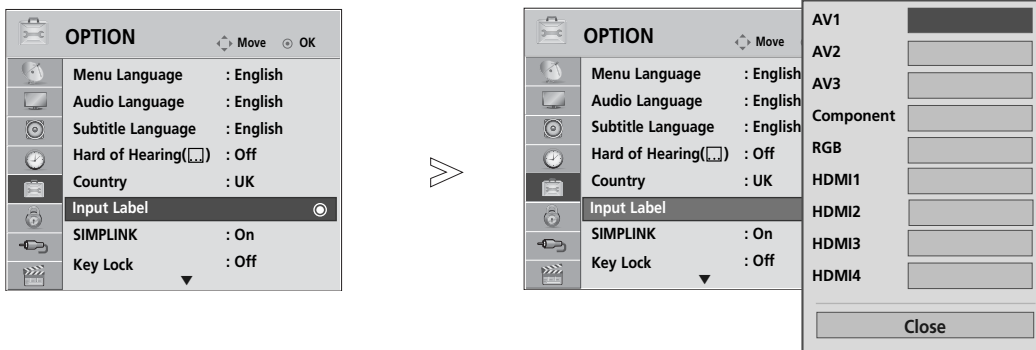 OPTION Move OK
Menu Language : English
Audio Language : English
Subtitle Language : English
Hard of Hearing( ) : Off
Country : UK
Input Label
SIMPLINK : On
Key Lock : Off
OPTION Move
Menu Language : English
Audio Language : English
Subtitle Language : English
Hard of Hearing( ) : Off
Country : UK
Input Label
SIMPLINK : On
Key Lock : Off
AV1
AV2
AV3
Component
RGB
HDMI1
HDMI2
HDMI3
HDMI4
Close